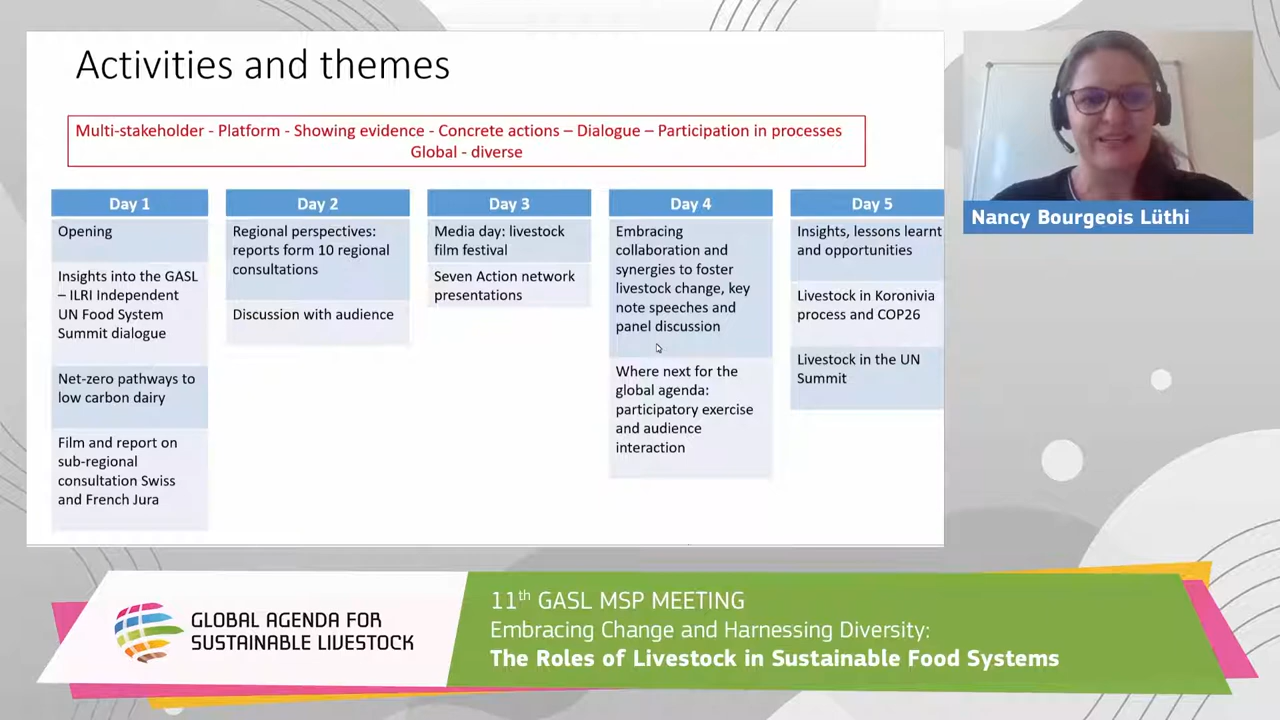 Activities and themes
Multi-stakeholder - Platform - Showing evidence - Concrete actions – Dialogue – Participation in processes
Global - diverse
Day 1
Opening
Insights into the GASL
– ILRI Independent
UN Food System
Summit dialogue
Net-zero pathways to
low carbon dairy
Film and report on
sub-regional
consultation Swiss
and French Jura
Day 2
Regional perspectives:
reports form 10 regional
consultations
Discussion with audience
Day 3
Media day: livestock
film festival
Seven Action network
presentations
Day 4
Embracing
collaboration and
synergies to foster
livestock change, key
note speeches and
panel discussion
Where next for the
global agenda:
participatory exercise
and audience
interaction
Day 5
Insights, lessons learnt
and opportunities
Livestock in Koronivia
process and COP26
Livestock in the UN
Summit
Nancy Bourgeois Lüthi
GLOBAL AGENDA FOR
SUSTAINABLE LIVESTOCK
11th GASL MSP MEETING
Embracing Change and Harnessing Diversity:
The Roles of Livestock in Sustainable Food Systems